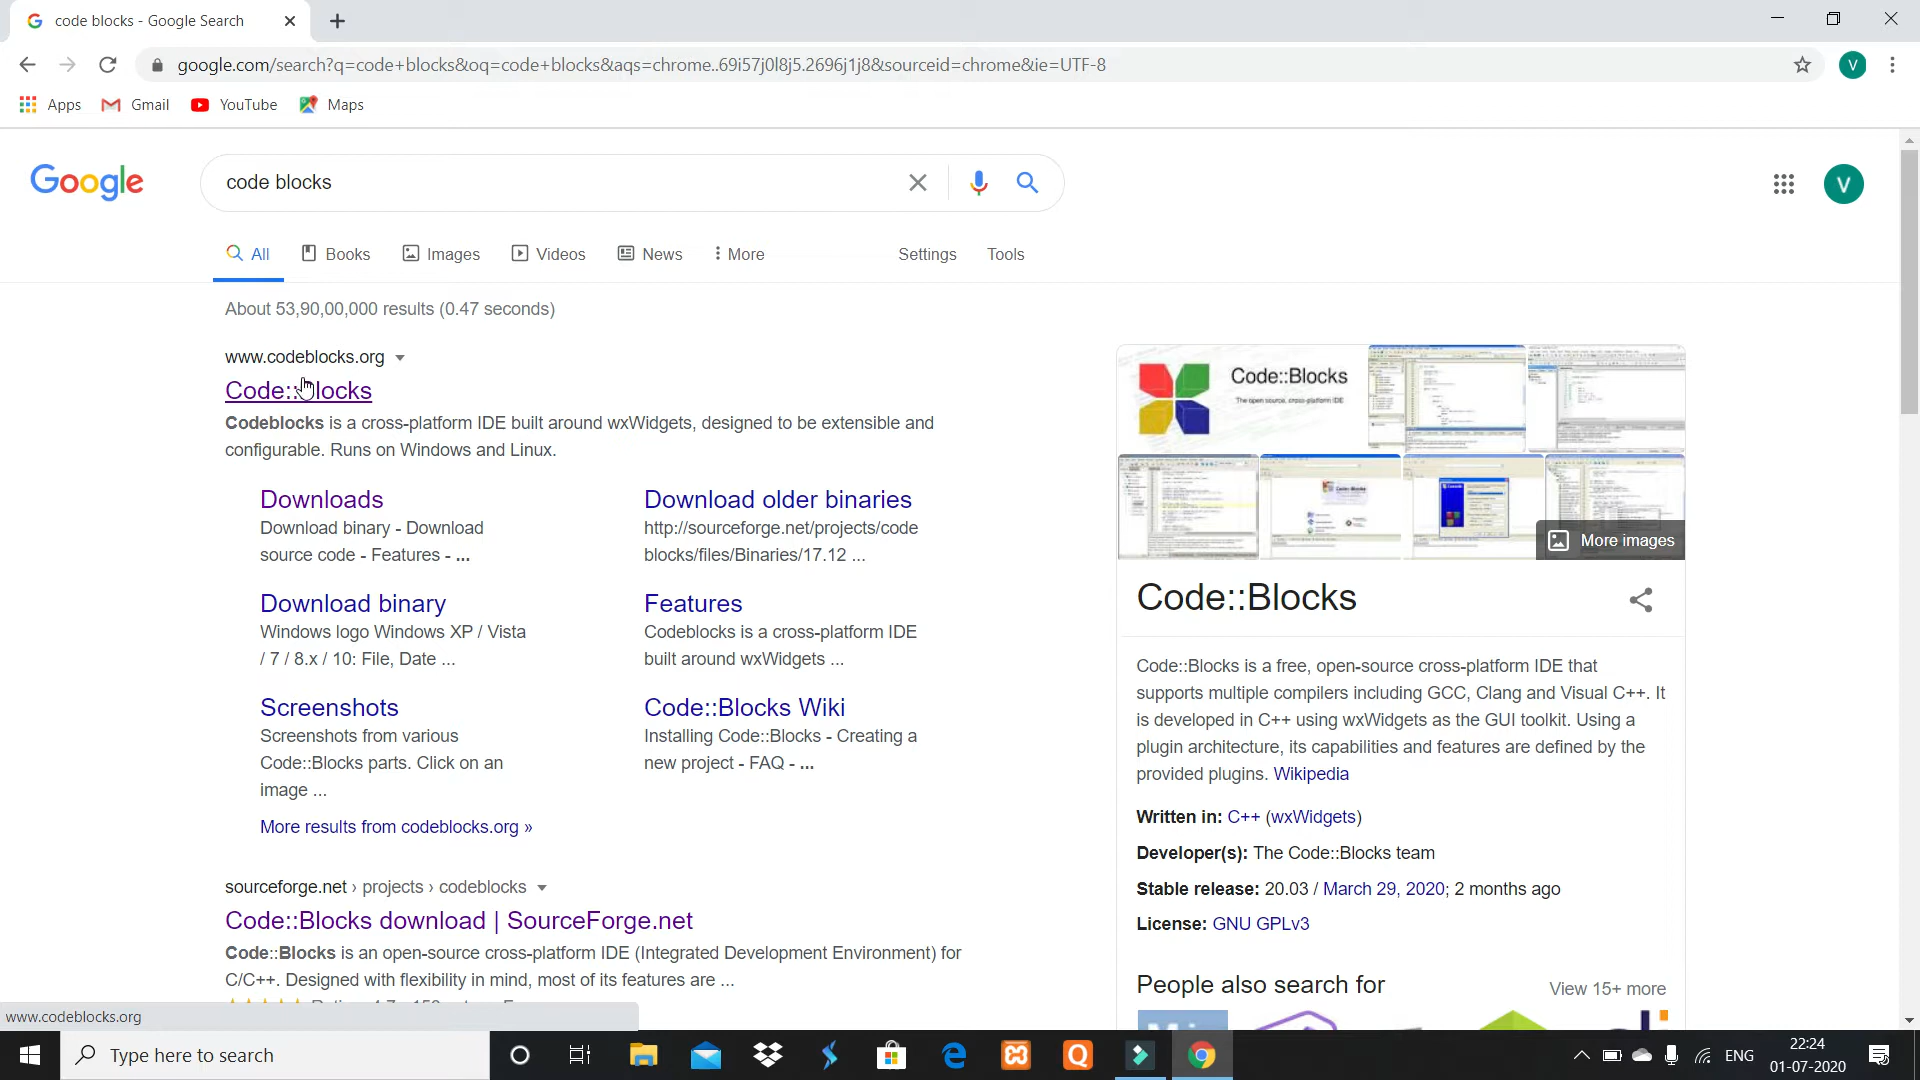 code blocks - Google Search
google.com/search?q=code+blocks&oq=code+blocks&aqs=chrome..69i57j0l8j5.2696j1j8&sourceid=chrome&ie=UTF-8
V
Apps
Gmail
YouTube
Maps
Google
code blocks
V
All
Books
Images
Videos
News
More
Settings
Tools
About 53,90,00,000 results (0.47 seconds)
www.codeblocks.org
Code::Blocks
Codeblocks is a cross-platform IDE built around wxWidgets, designed to be extensible and
configurable. Runs on Windows and Linux.
Downloads
Download binary - Download
source code - Features - ...
Download older binaries
http://sourceforge.net/projects/code
blocks/files/Binaries/17.12 ...
Download binary
Windows logo Windows XP / Vista
/ 7 / 8.x / 10: File, Date ...
Features
Codeblocks is a cross-platform IDE
built around wxWidgets ...
Screenshots
Screenshots from various
Code::Blocks parts. Click on an
image ...
Code::Blocks Wiki
Installing Code::Blocks - Creating a
new project - FAQ - ...
More results from codeblocks.org »
sourceforge.net › projects › codeblocks
Code::Blocks download | SourceForge.net
Code::Blocks is an open-source cross-platform IDE (Integrated Development Environment) for
C/C++. Designed with flexibility in mind, most of its features are ...
Code::Blocks
The open source, cross-platform IDE
More images
Code::Blocks
Code::Blocks is a free, open-source cross-platform IDE that
supports multiple compilers including GCC, Clang and Visual C++. It
is developed in C++ using wxWidgets as the GUI toolkit. Using a
plugin architecture, its capabilities and features are defined by the
provided plugins. Wikipedia
Written in: C++ (wxWidgets)
Developer(s): The Code::Blocks team
Stable release: 20.03 / March 29, 2020; 2 months ago
License: GNU GPLv3
People also search for
View 15+ more
www.codeblocks.org
Type here to search
Q
ENG
22:24
01-07-2020